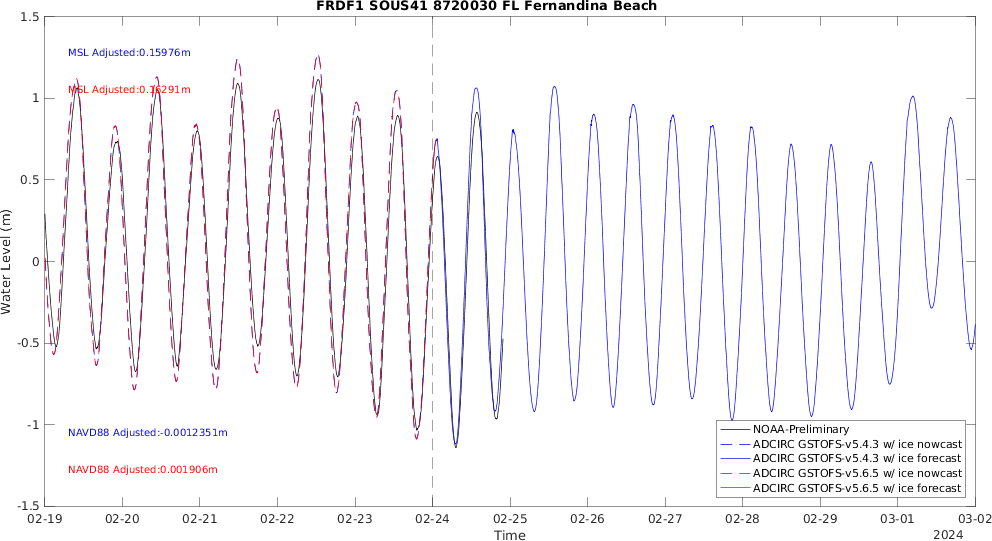 FRDF1 SOUS41 8720030 FL Fernandina Beach
1.5
1
0.5
0
-0.5
-1
-1.5
Water Level (m)
MSL Adjusted:0.15976m
MSL Adjusted:0.16291m
NAVD88 Adjusted:-0.0012351m
NAVD88 Adjusted:0.001906m
NOAA-Preliminary
ADCIRC GSTOFS-v5.4.3 w/ ice nowcast
ADCIRC GSTOFS-v5.4.3 w/ ice forecast
ADCIRC GSTOFS-v5.6.5 w/ ice nowcast
ADCIRC GSTOFS-v5.6.5 w/ ice forecast
02-19 02-20 02-21 02-22 02-23 02-24 02-25 02-26 02-27 02-28 02-29 03-01 03-02
Time
2024